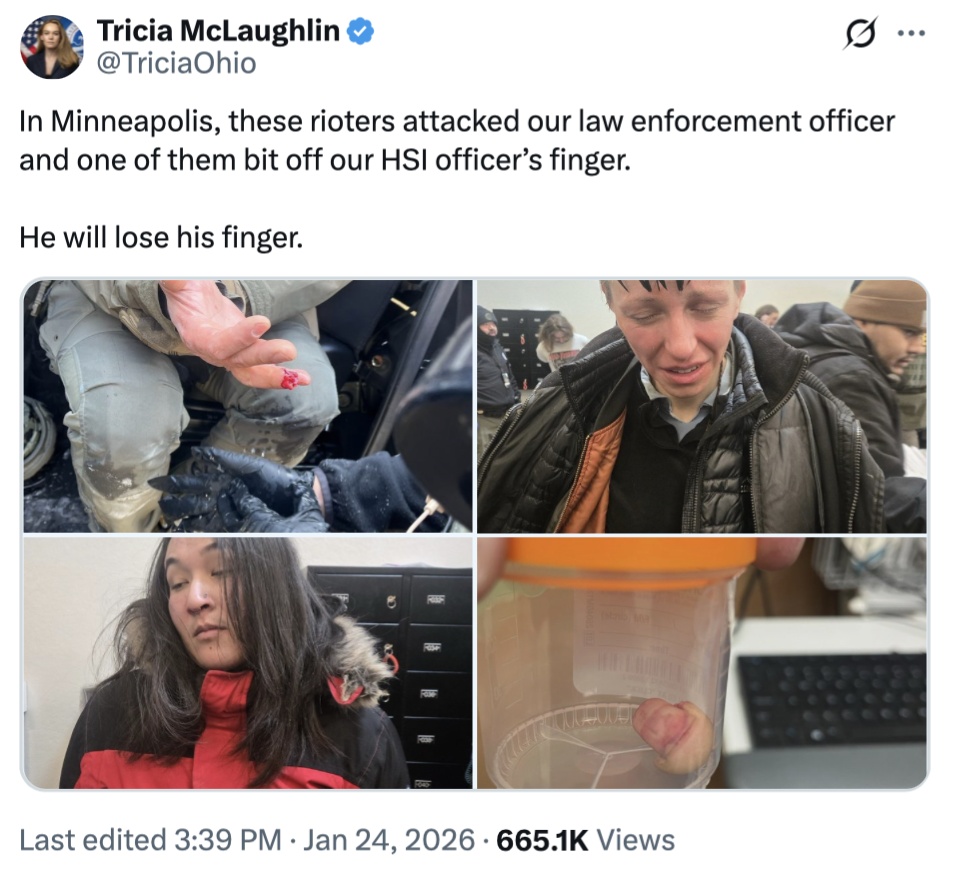 Tricia McLaughlin
@TriciaOhio
In Minneapolis, these rioters attacked our law enforcement officer
and one of them bit off our HSI officer’s finger.
He will lose his finger.
Last edited 3:39 PM · Jan 24, 2026 · 665.1K Views